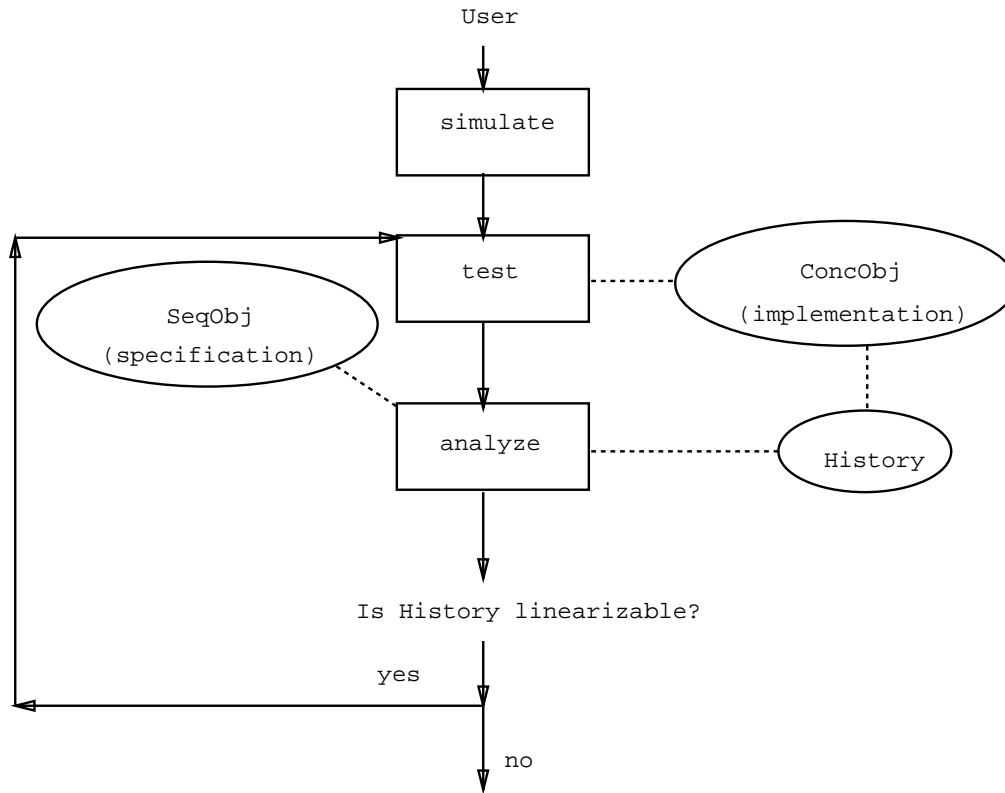 User
simulate
test
ConcObj
(implementation)
SeqObj
(specification)
analyze
History
Is History linearizable?
yes
no